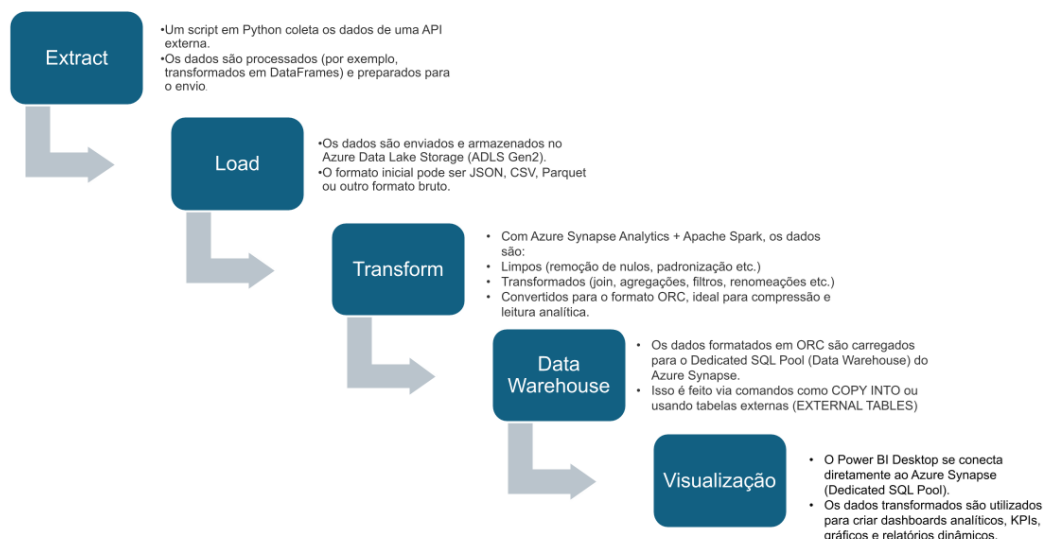 Extract
•Um script em Python coleta os dados de uma API
externa.
•Os dados são processados (por exemplo,
transformados em DataFrames) e preparados para
o envio.
Load
•Os dados são enviados e armazenados no
Azure Data Lake Storage (ADLS Gen2).
•O formato inicial pode ser JSON, CSV, Parquet
ou outro formato bruto.
Transform
• Com Azure Synapse Analytics + Apache Spark, os dados
são:
• Limpos (remoção de nulos, padronização etc.)
• Transformados (join, agregações, filtros, renomeações etc.)
• Convertidos para o formato ORC, ideal para compressão e
leitura analítica.
Data
Warehouse
• Os dados formatados em ORC são carregados
para o Dedicated SQL Pool (Data Warehouse) do
Azure Synapse.
• Isso é feito via comandos como COPY INTO ou
usando tabelas externas (EXTERNAL TABLES)
Visualização
• O Power BI Desktop se conecta
diretamente ao Azure Synapse
(Dedicated SQL Pool).
• Os dados transformados são utilizados
para criar dashboards analíticos, KPIs,
gráficos e relatórios dinâmicos.